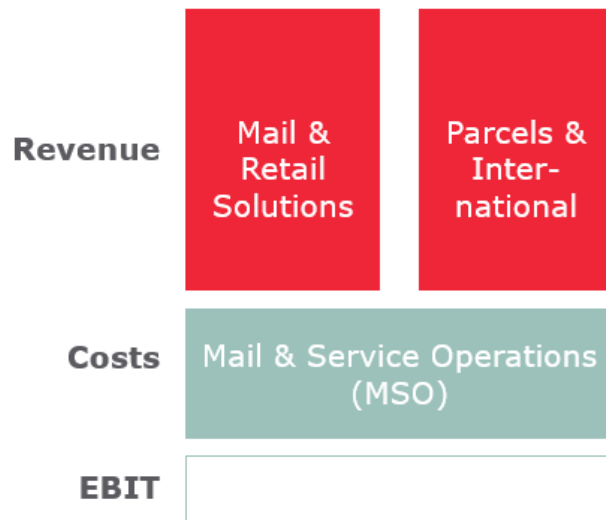 Revenue
Mail &
Retail
Solutions
Parcels &
Inter-
national
Costs
Mail & Service Operations
(MSO)
EBIT